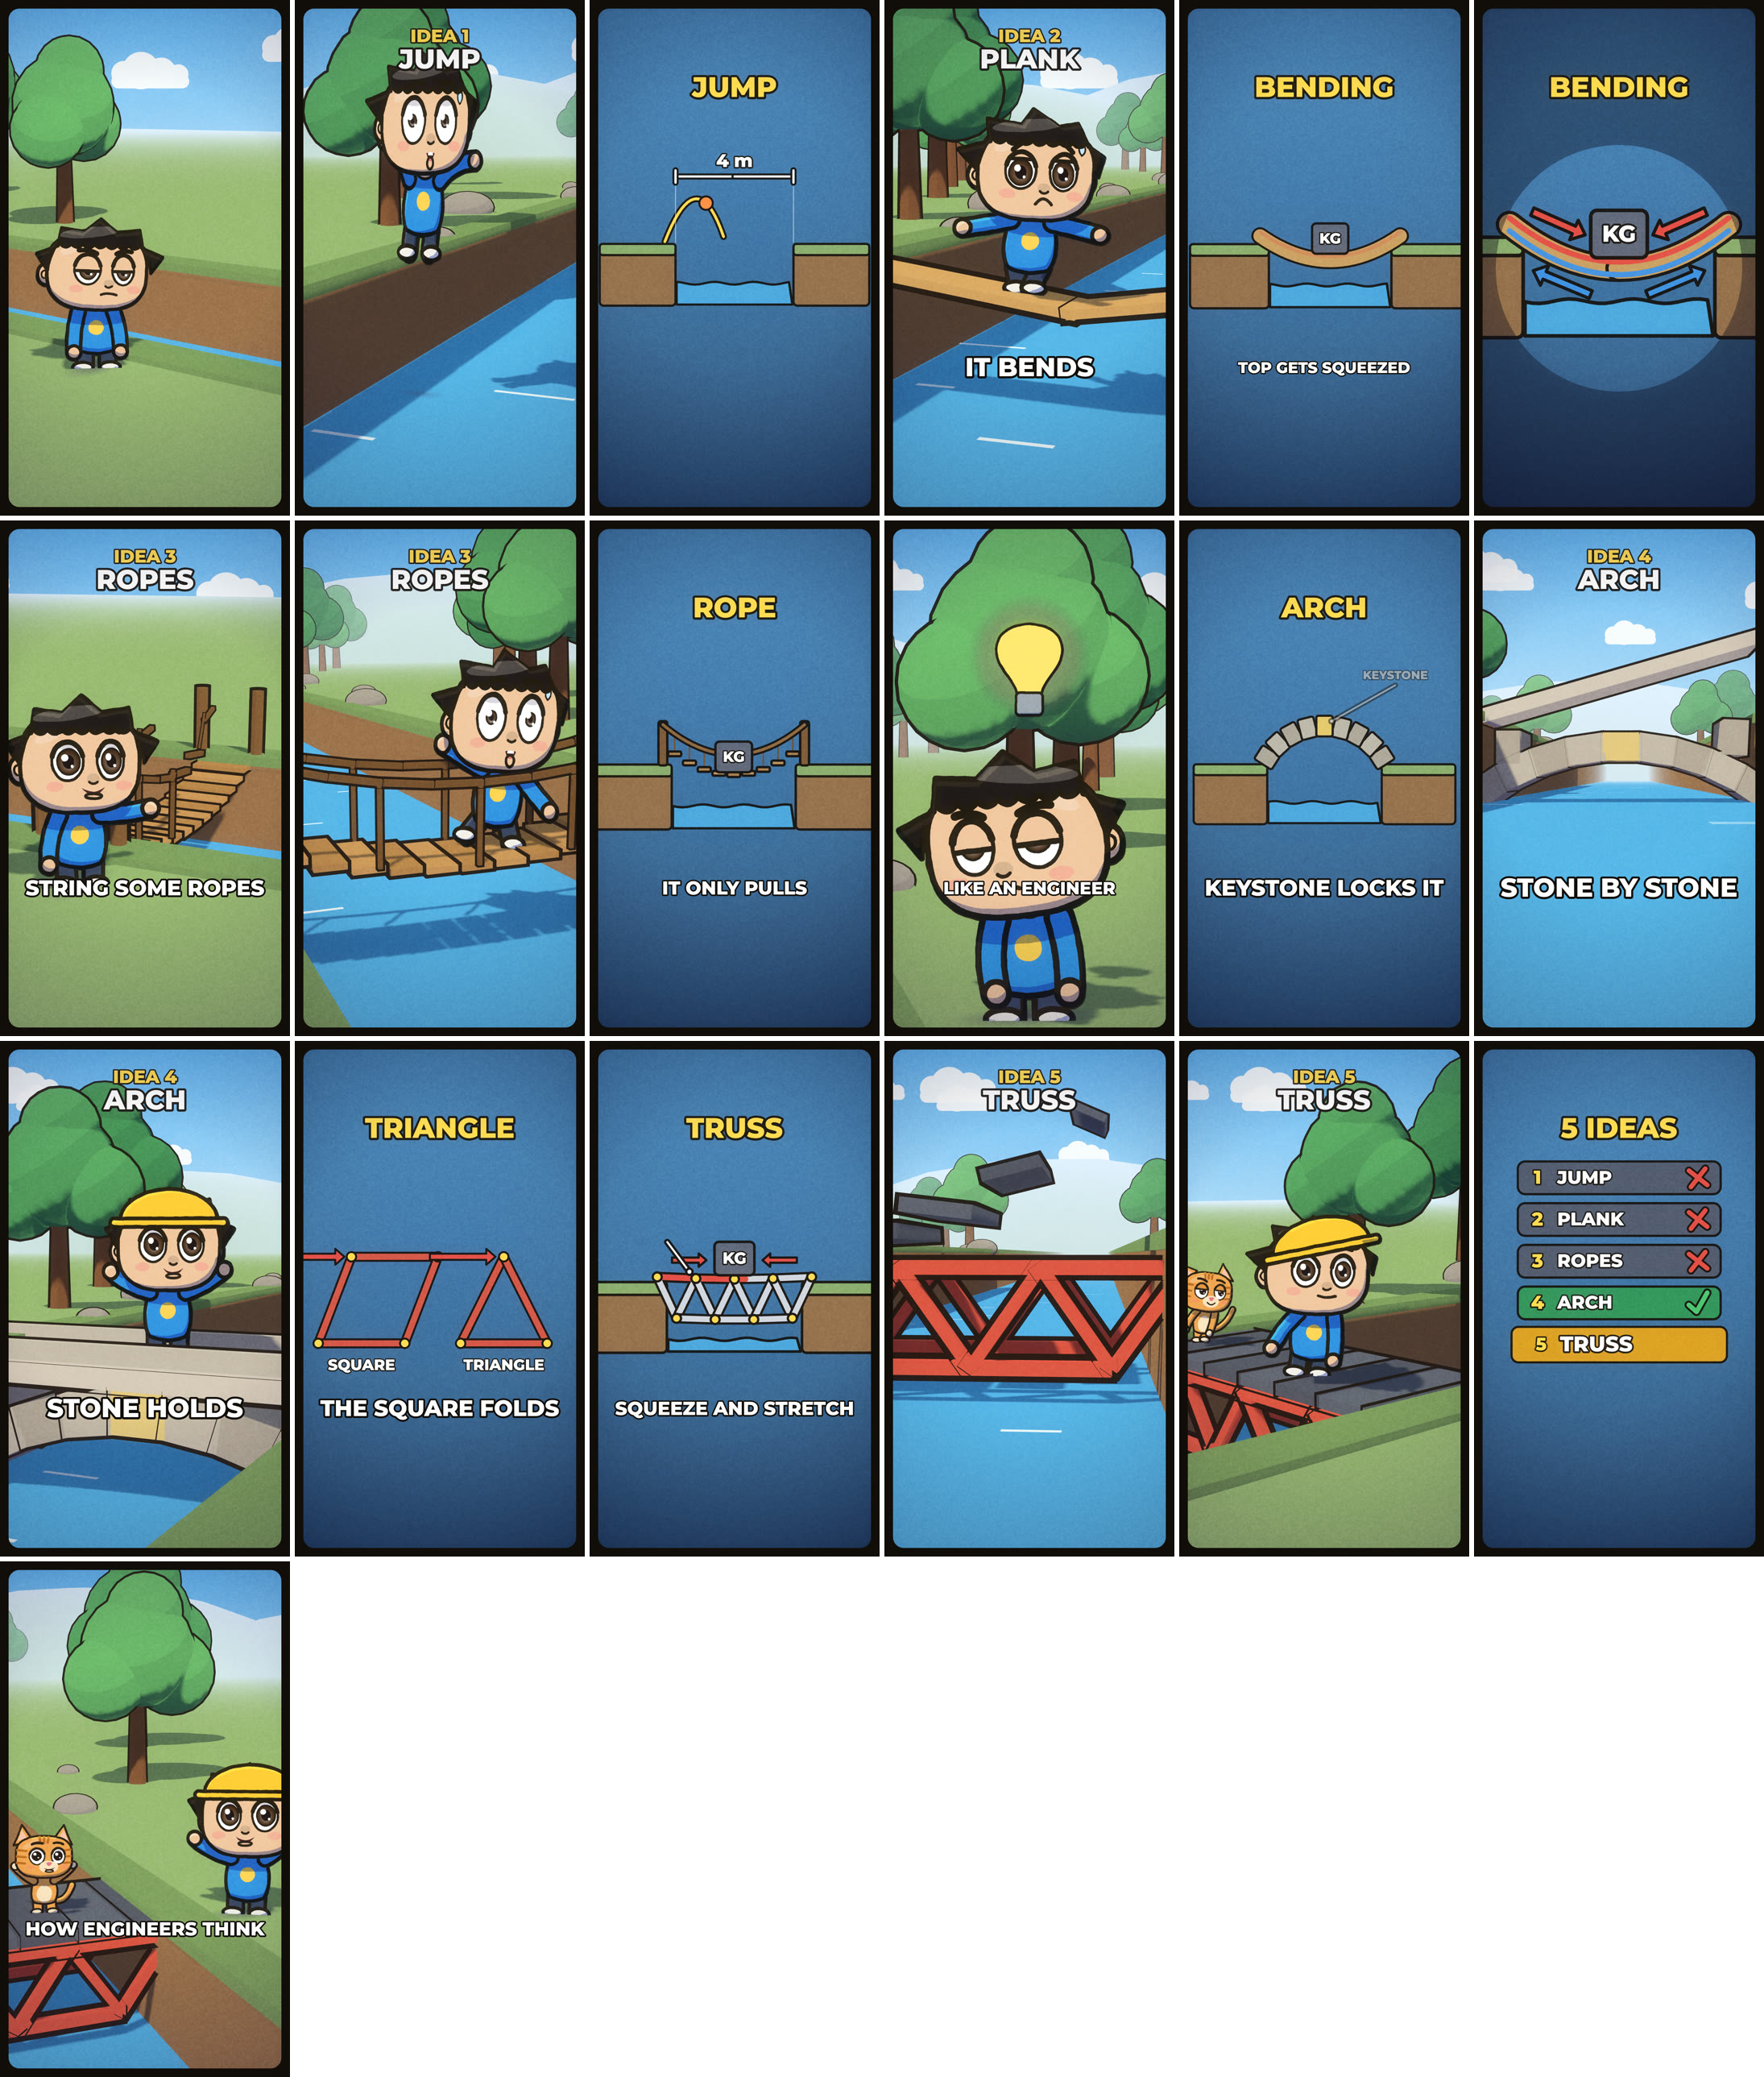 IDEA 1
JUMP
JUMP
4 m
IDEA 2
PLANK
IT BENDS
BENDING
KG
TOP GETS SQUEEZED
BENDING
KG
IDEA 3
ROPES
STRING SOME ROPES
IDEA 3
ROPES
ROPE
KG
IT ONLY PULLS
LIKE AN ENGINEER
ARCH
KEYSTONE
KEYSTONE LOCKS IT
IDEA 4
ARCH
STONE BY STONE
IDEA 4
ARCH
STONE HOLDS
TRIANGLE
SQUARE
TRIANGLE
THE SQUARE FOLDS
TRUSS
KG
SQUEEZE AND STRETCH
IDEA 5
TRUSS
IDEA 5
TRUSS
5 IDEAS
1 JUMP
2 PLANK
3 ROPES
4 ARCH
5 TRUSS
HOW ENGINEERS THINK